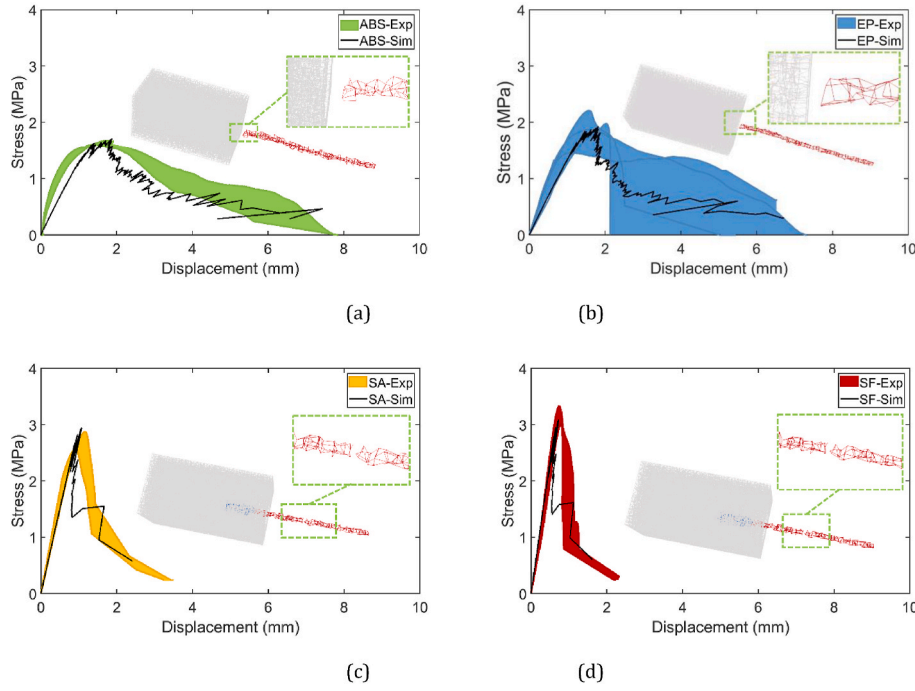 4
3
2
1
0
Stress (MPa)
ABS-Exp
ABS-Sim
0 2 4 6 8 10
Displacement (mm)
(a)
4
3
2
1
0
Stress (MPa)
EP-Exp
EP-Sim
0 2 4 6 8 10
Displacement (mm)
(b)
4
3
2
1
0
Stress (MPa)
SA-Exp
SA-Sim
0 2 4 6 8 10
Displacement (mm)
(c)
4
3
2
1
0
Stress (MPa)
SF-Exp
SF-Sim
0 2 4 6 8 10
Displacement (mm)
(d)